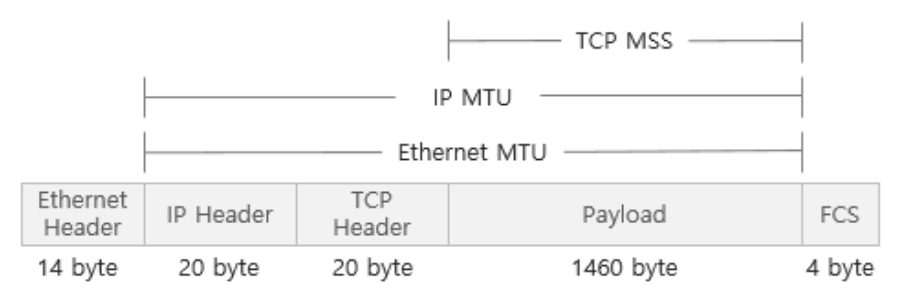 TCP MSS
IP MTU
Ethernet MTU
Ethernet
Header
IP Header
TCP
Header
Payload
FCS
14 byte
20 byte
20 byte
1460 byte
4 byte